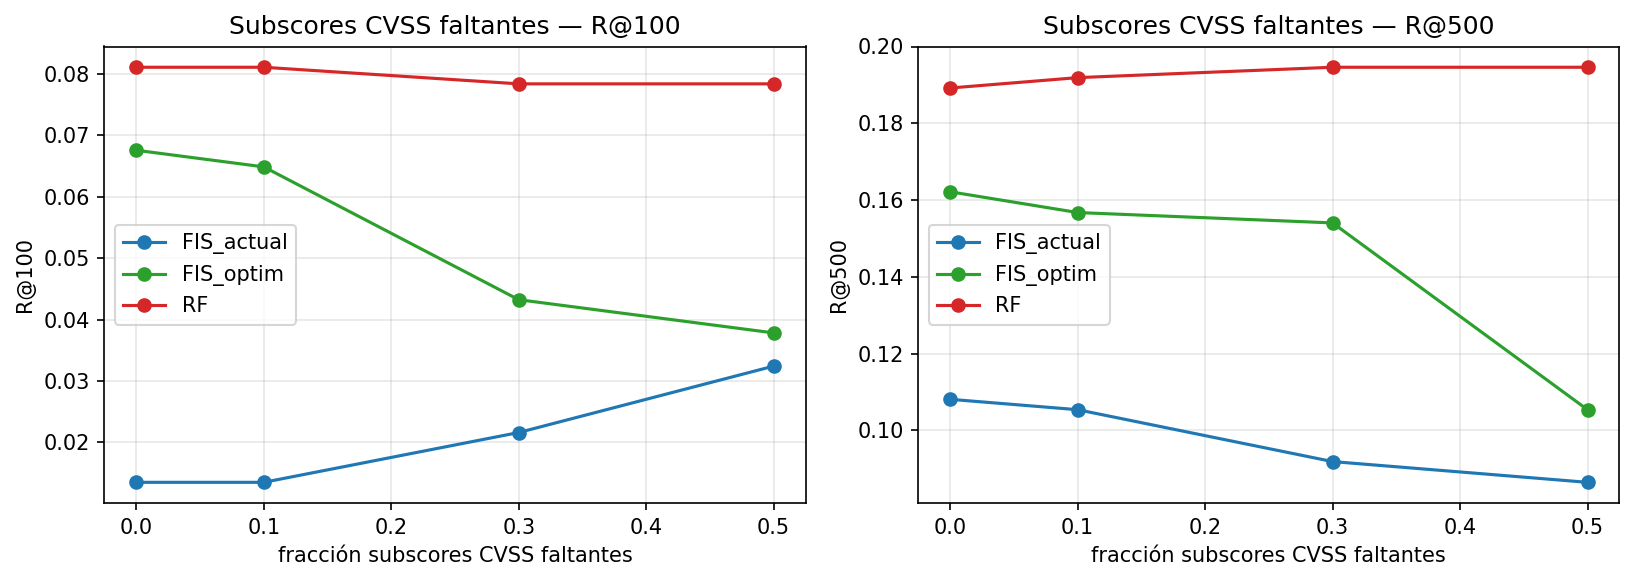 Subscores CVSS faltantes — R@100
R@100
0.08
0.07
0.06
0.05
0.04
0.03
0.02
FIS_actual
FIS_optim
RF
0.0 0.1 0.2 0.3 0.4 0.5
fracción subscores CVSS faltantes
Subscores CVSS faltantes — R@500
R@500
0.20
0.18
0.16
0.14
0.12
0.10
FIS_actual
FIS_optim
RF
0.0 0.1 0.2 0.3 0.4 0.5
fracción subscores CVSS faltantes